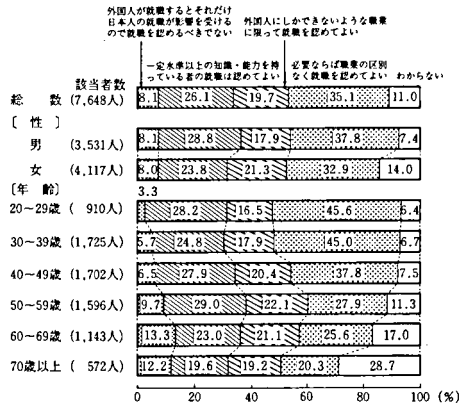 外国人が就職するとそれだけ
日本人の就職が影響を受ける
ので就職を認めるべきでない
外国人にしかできないような職業
に限って就職を認めてよい
一定水準以上の知識・能力を持
っている者の就職は認めてよい
必要ならば職業の区別
なく就職を認めてよい
わからない
該当者数
総 数 (7,648人) 8.1 26.1 19.7 35.1 11.0
〔 性 〕
男 (3,531人) 8.1 28.8 17.9 37.8 7.4
女 (4,117人) 8.0 23.8 21.3 32.9 14.0
〔年 齢〕 3.3
20～29歳 ( 910人) 28.2 16.5 45.6 6.4
30～39歳 (1,725人) 5.7 24.8 17.9 45.0 6.7
40～49歳 (1,702人) 6.5 27.9 20.4 37.8 7.5
50～59歳 (1,596人) 9.7 29.0 22.1 27.9 11.3
60～69歳 (1,143人) 13.3 23.0 21.1 25.6 17.0
70歳以上 ( 572人) 12.2 19.6 19.2 20.3 28.7
0 20 40 60 80 100 (％)